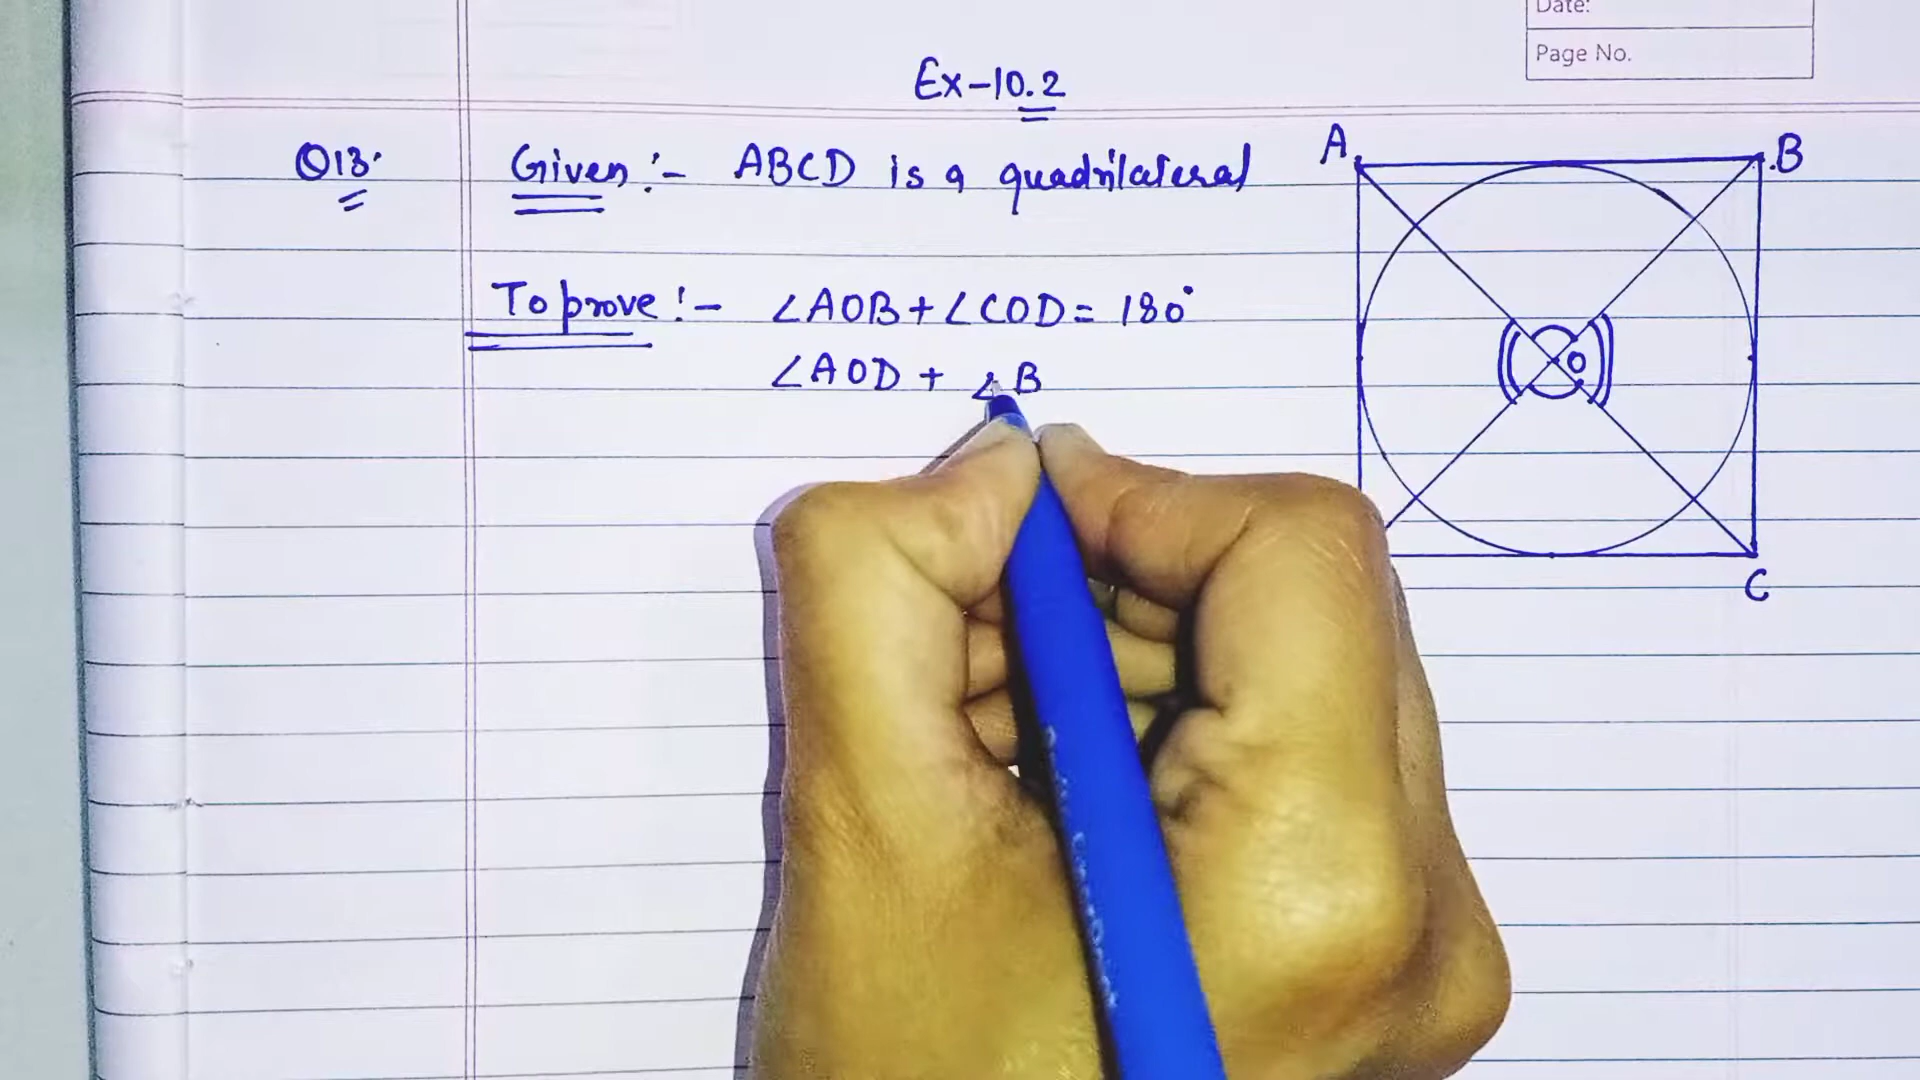 Date:
Page No.
Ex-10.2
Q13. Given :- ABCD is a quadrilateral
To prove :- ∠AOB + ∠COD = 180°
∠AOD + ∠B
A
B
O
C